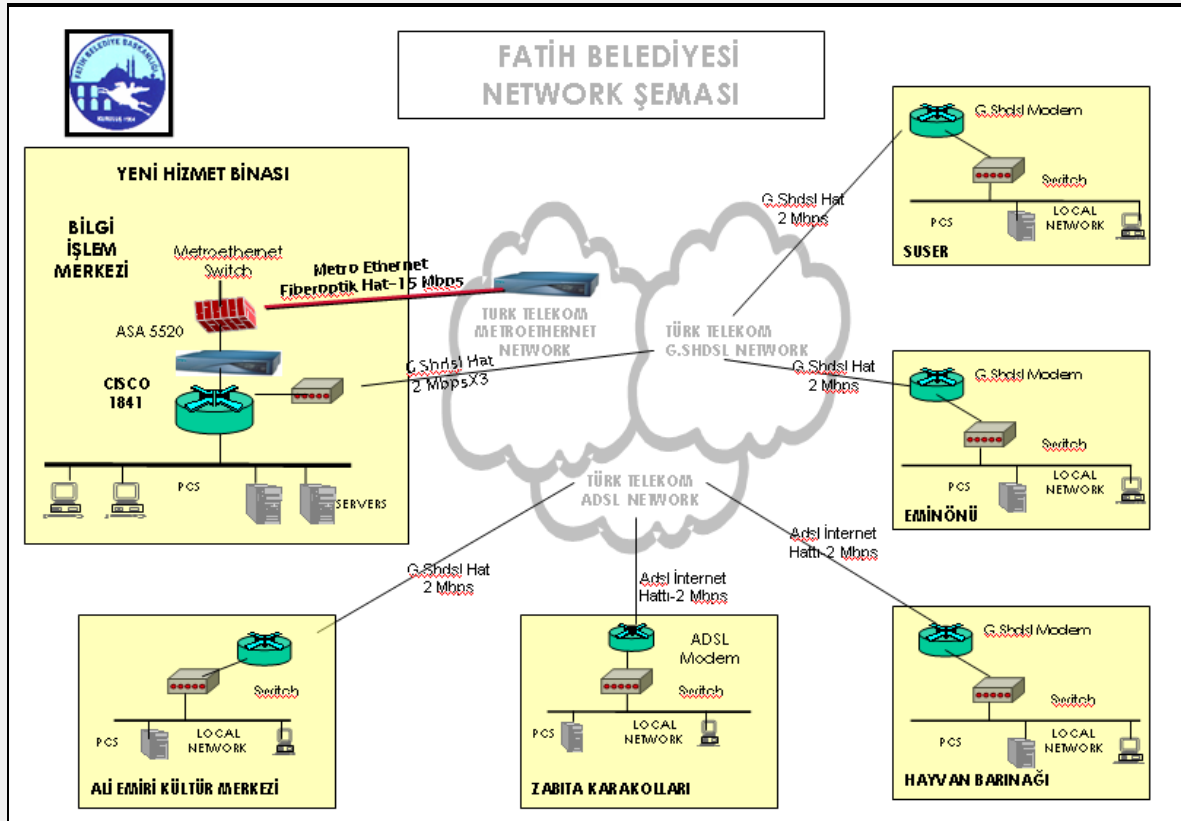 FATİH BELEDİYE BAŞKANLIĞI
FATİH BELEDİYESİ
NETWORK ŞEMASI
YENİ HİZMET BİNASI
BİLGİ
İŞLEM
MERKEZİ
Metroethernet
Switch
ASA 5520
CISCO
1841
PCS
SERVERS
Metro Ethernet
Fiberoptik Hat-15 Mbps
G.Shdsl Hat
2 MbpsX3
TÜRK TELEKOM
METROETHERNET
NETWORK
TÜRK TELEKOM
G.SHDSL NETWORK
TÜRK TELEKOM
ADSL NETWORK
G.Shdsl Hat
2 Mbps
G.Shdsl Modem
Switch
PCS
LOCAL
NETWORK
SUSER
G.Shdsl Hat
2 Mbps
G.Shdsl Modem
Switch
PCS
LOCAL
NETWORK
EMİNÖNÜ
G.Shdsl Hat
2 Mbps
Switch
PCS
LOCAL
NETWORK
ALİ EMİRİ KÜLTÜR MERKEZİ
Adsl İnternet
Hattı-2 Mbps
ADSL
Modem
Switch
PCS
LOCAL
NETWORK
ZABITA KARAKOLLARI
Adsl İnternet
Hattı-2 Mbps
G.Shdsl Modem
Switch
PCS
LOCAL
NETWORK
HAYVAN BARINAĞI